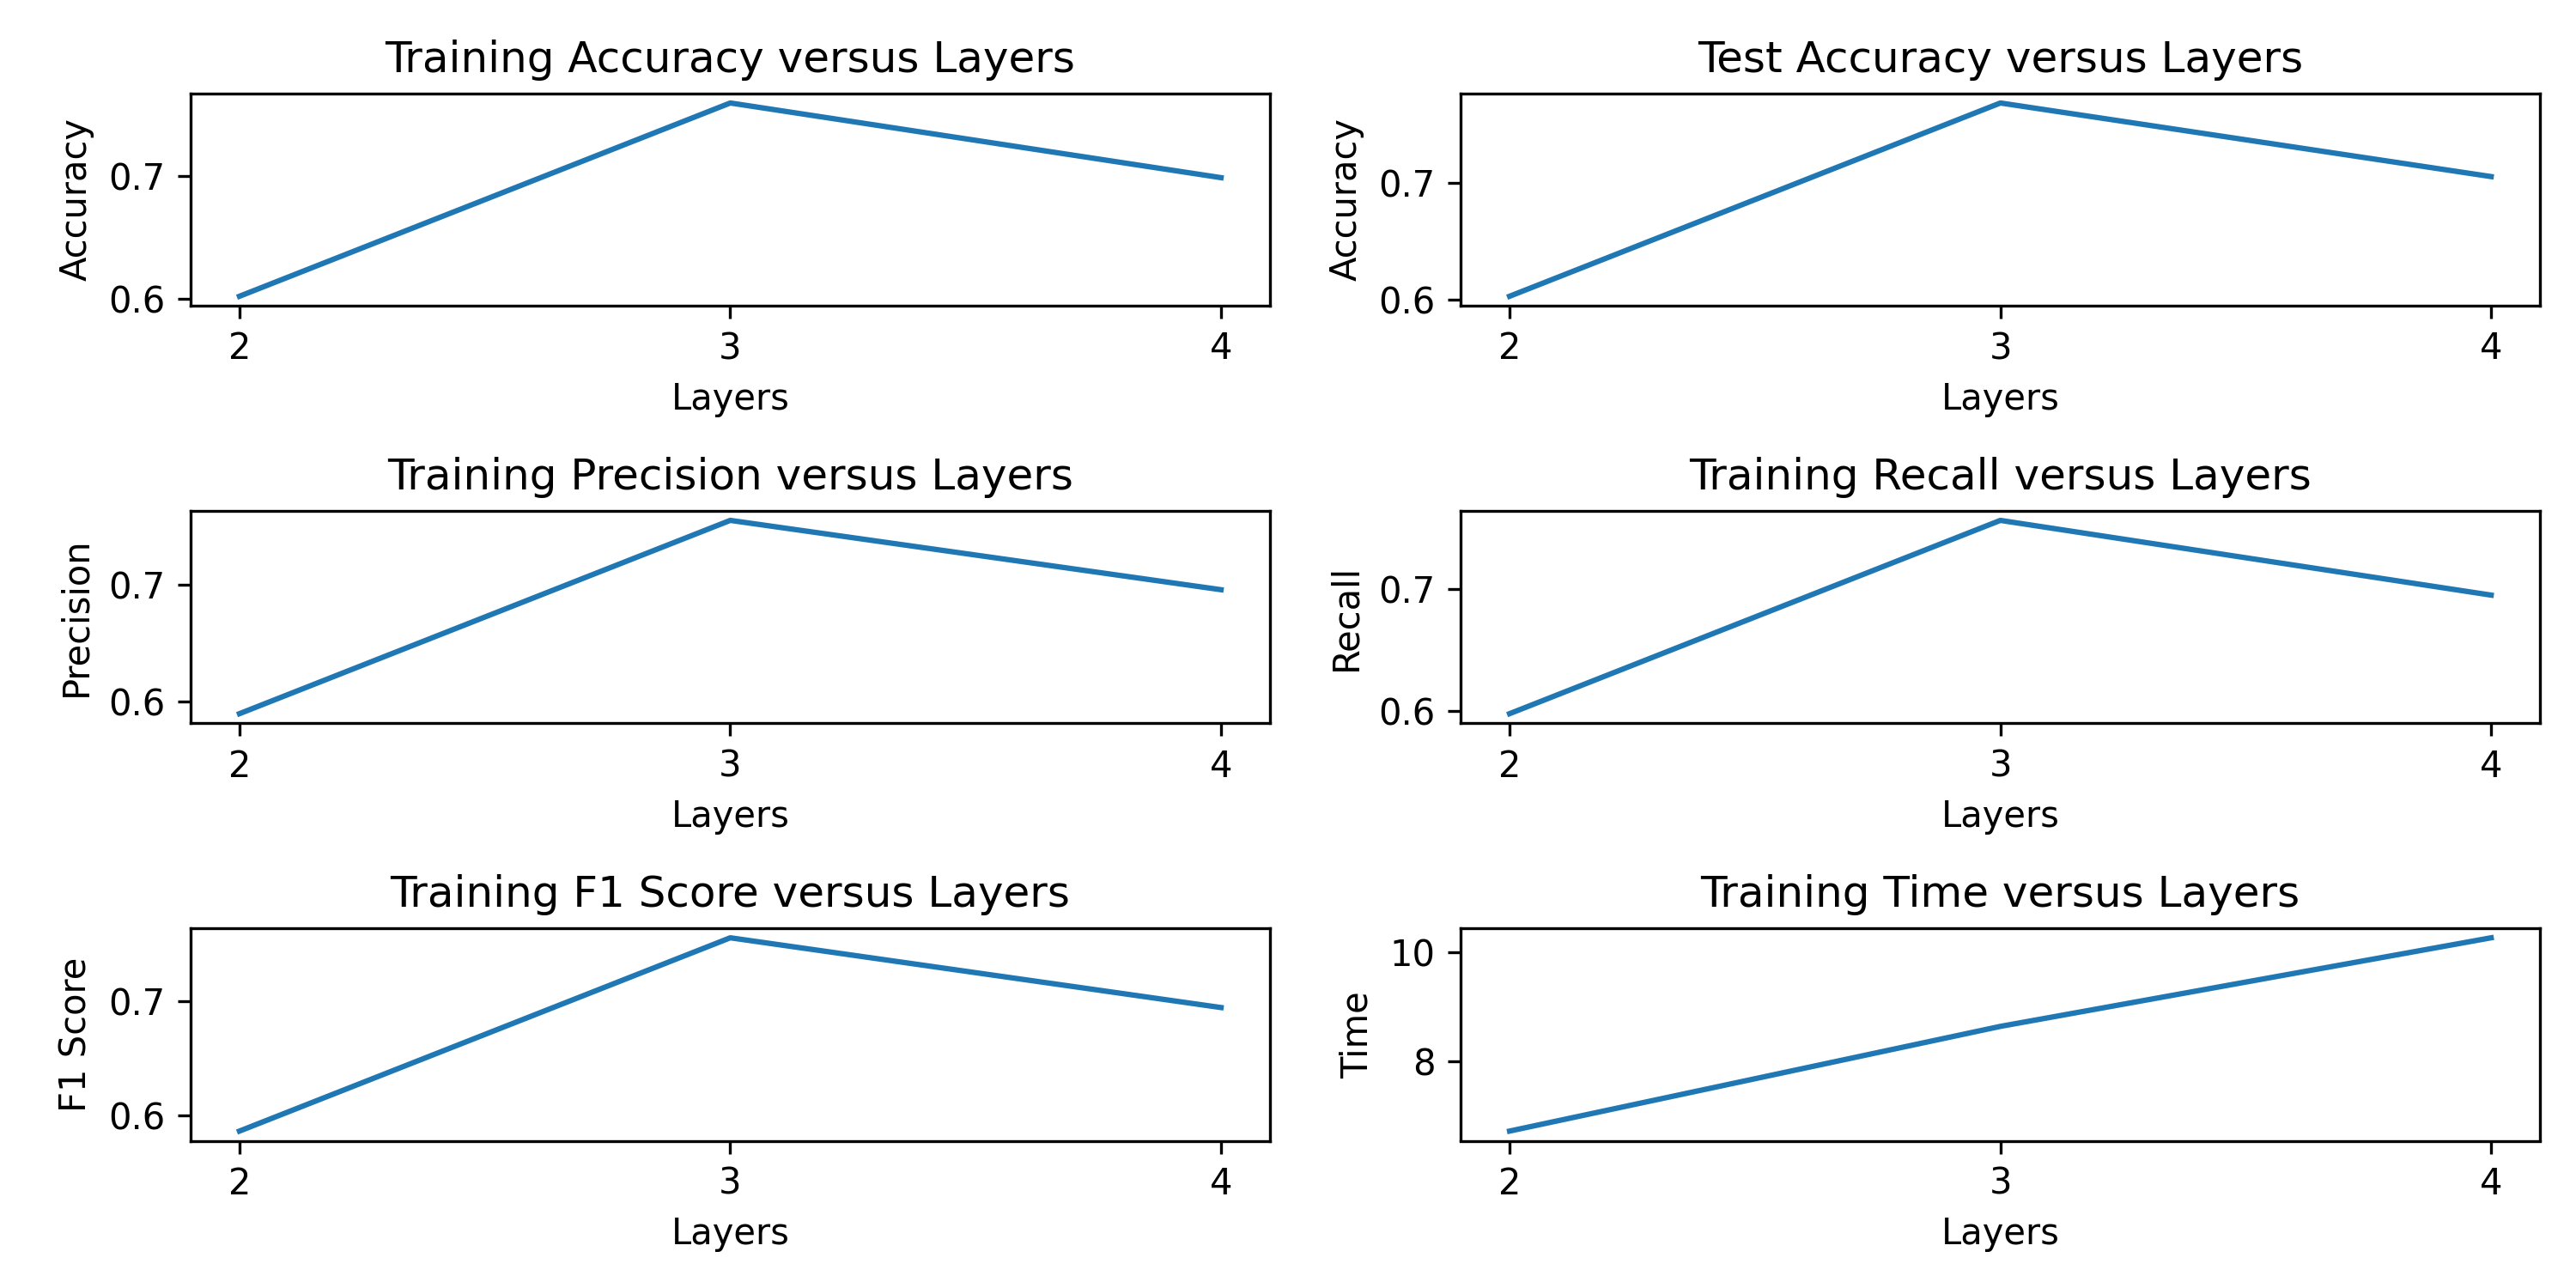 Training Accuracy versus Layers
Accuracy
0.7
0.6
2 3 4
Layers
Test Accuracy versus Layers
Accuracy
0.7
0.6
2 3 4
Layers
Training Precision versus Layers
Precision
0.7
0.6
2 3 4
Layers
Training Recall versus Layers
Recall
0.7
0.6
2 3 4
Layers
Training F1 Score versus Layers
F1 Score
0.7
0.6
2 3 4
Layers
Training Time versus Layers
Time
10
8
2 3 4
Layers